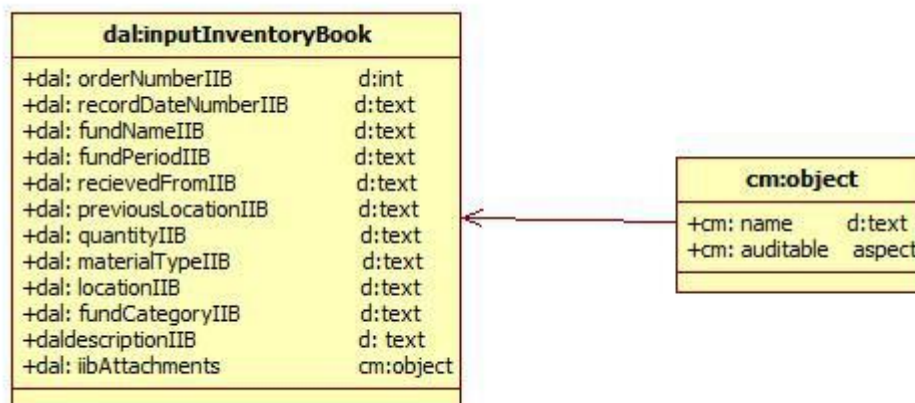 dal:inputInventoryBook
+dal: orderNumberIIB d:int
+dal: recordDateNumberIIB d:text
+dal: fundNameIIB d:text
+dal: fundPeriodIIB d:text
+dal: recievedFromIIB d:text
+dal: previousLocationIIB d:text
+dal: quantityIIB d:text
+dal: materialTypeIIB d:text
+dal: locationIIB d:text
+dal: fundCategoryIIB d:text
+daldescriptionIIB d: text
+dal: iibAttachments cm:object
cm:object
+cm: name d:text
+cm: auditable aspect